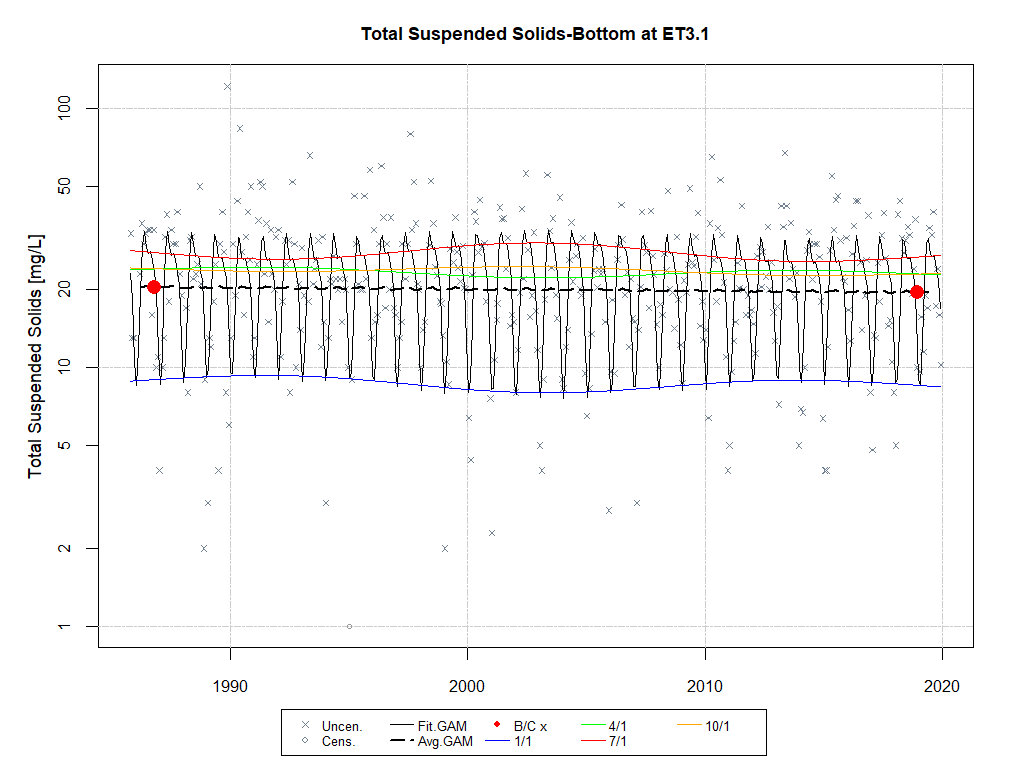 Total Suspended Solids-Bottom at ET3.1
Total Suspended Solids [mg/L]
100
50
20
10
5
2
1
1990 2000 2010 2020
Uncen. Fit.GAM B/C x 4/1 10/1
Cens. Avg.GAM 1/1 7/1